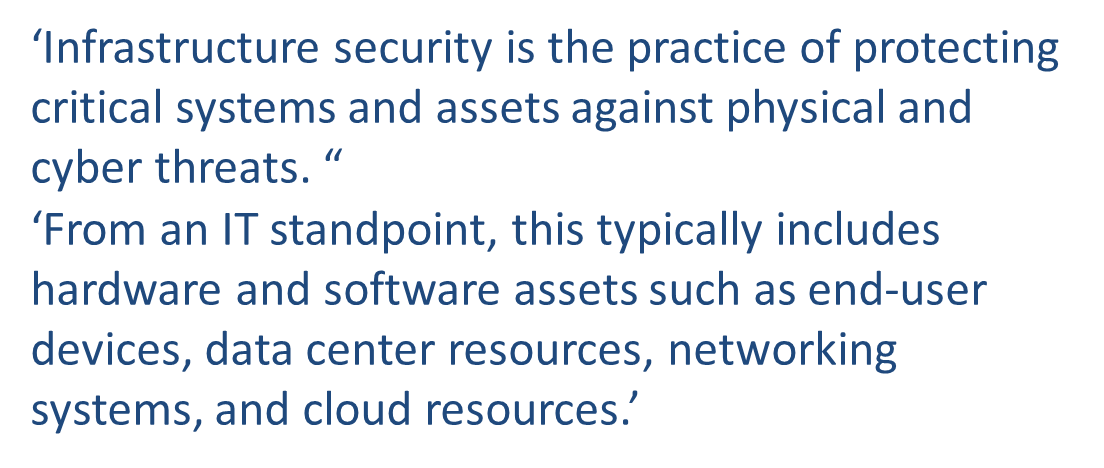 ‘Infrastructure security is the practice of protecting
critical systems and assets against physical and
cyber threats. “
‘From an IT standpoint, this typically includes
hardware and software assets such as end-user
devices, data center resources, networking
systems, and cloud resources.’